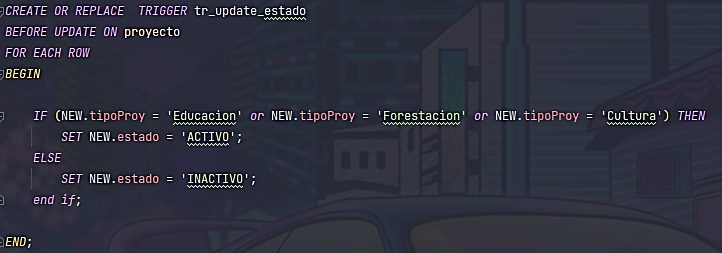 CREATE OR REPLACE  TRIGGER tr_update_estado
BEFORE UPDATE ON proyecto
FOR EACH ROW
BEGIN
IF (NEW.tipoProy = 'Educacion' or NEW.tipoProy = 'Forestacion' or NEW.tipoProy = 'Cultura') THEN
SET NEW.estado = 'ACTIVO';
ELSE
SET NEW.estado = 'INACTIVO';
end if;
END;